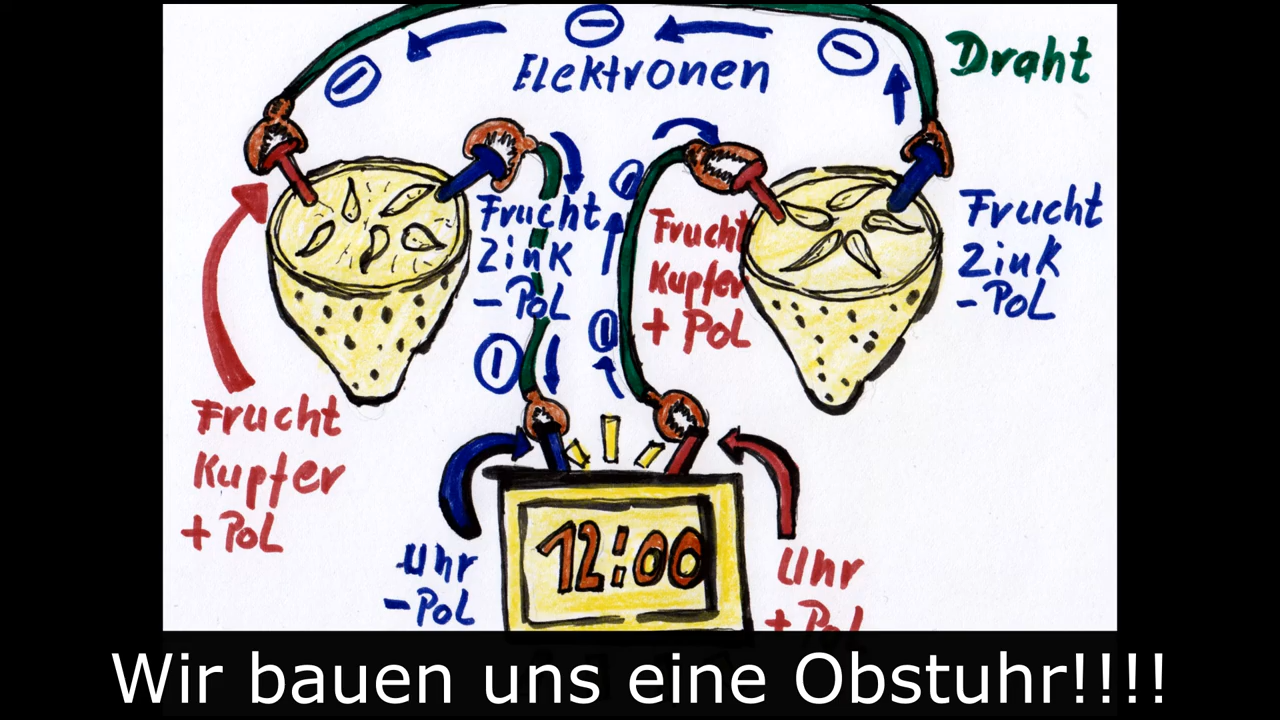 Draht
Elektronen
Frucht
Zink
- Pol
Frucht
Kupfer
+ Pol
Frucht
Zink
- Pol
Frucht
Kupfer
+ Pol
12:00
Uhr
- Pol
Uhr
+ Pol
Wir bauen uns eine Obstuhr!!!!